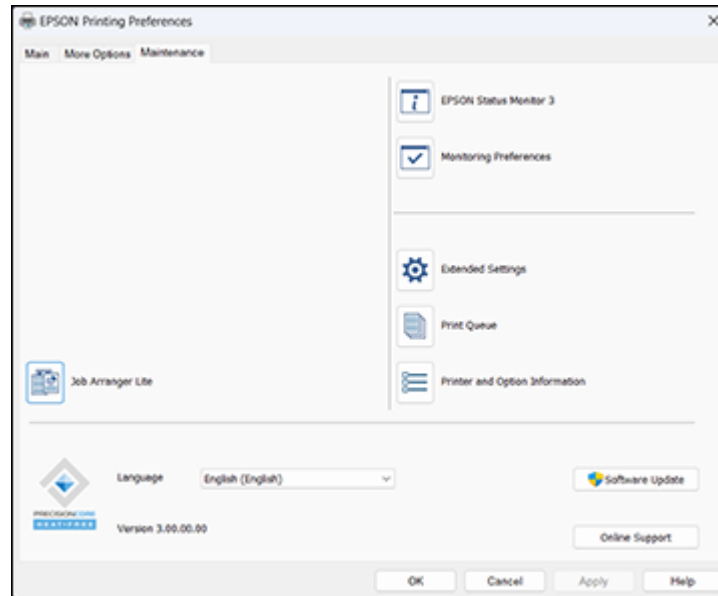 EPSON Printing Preferences
Main More Options Maintenance
EPSON Status Monitor 3
Monitoring Preferences
Extended Settings
Print Queue
Job Arranger Lite
Printer and Option Information
Language English (English)
Software Update
PRECISIONCORE
HEAT-FREE
Version 3.00.00.00
Online Support
OK Cancel Apply Help